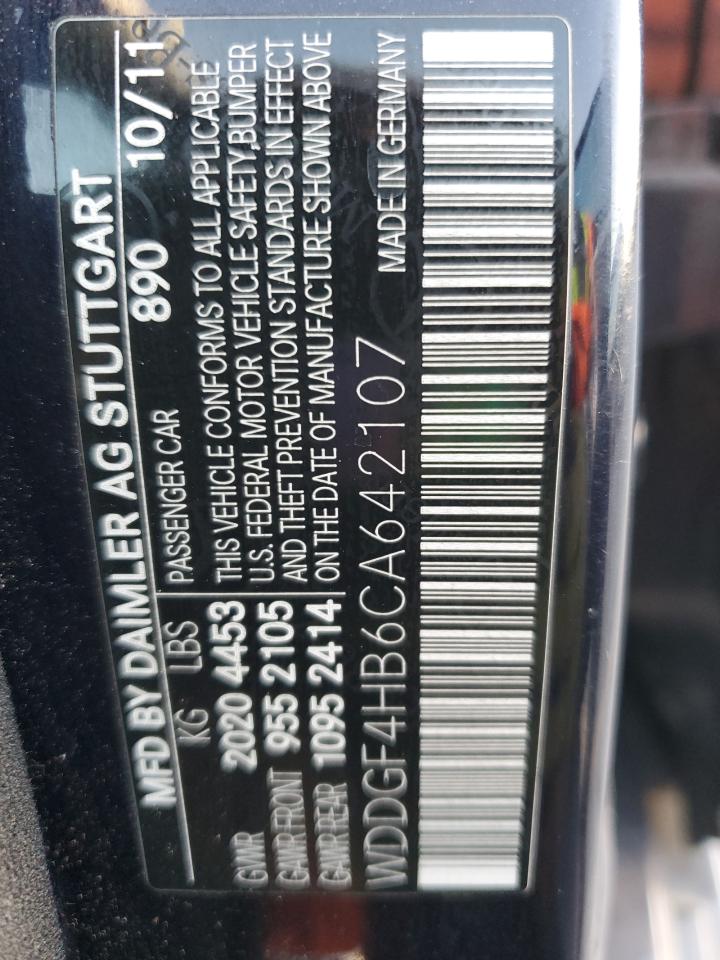 MFD BY DAIMLER AG STUTTGART
890 10/11
KG LBS
GVWR 2020 4453
GAWR FRONT 955 2105
GAWR REAR 1095 2414
PASSENGER CAR
THIS VEHICLE CONFORMS TO ALL APPLICABLE
U.S. FEDERAL MOTOR VEHICLE SAFETY,BUMPER
AND THEFT PREVENTION STANDARDS IN EFFECT
ON THE DATE OF MANUFACTURE SHOWN ABOVE
WDDGF4HB6CA642107
MADE IN GERMANY